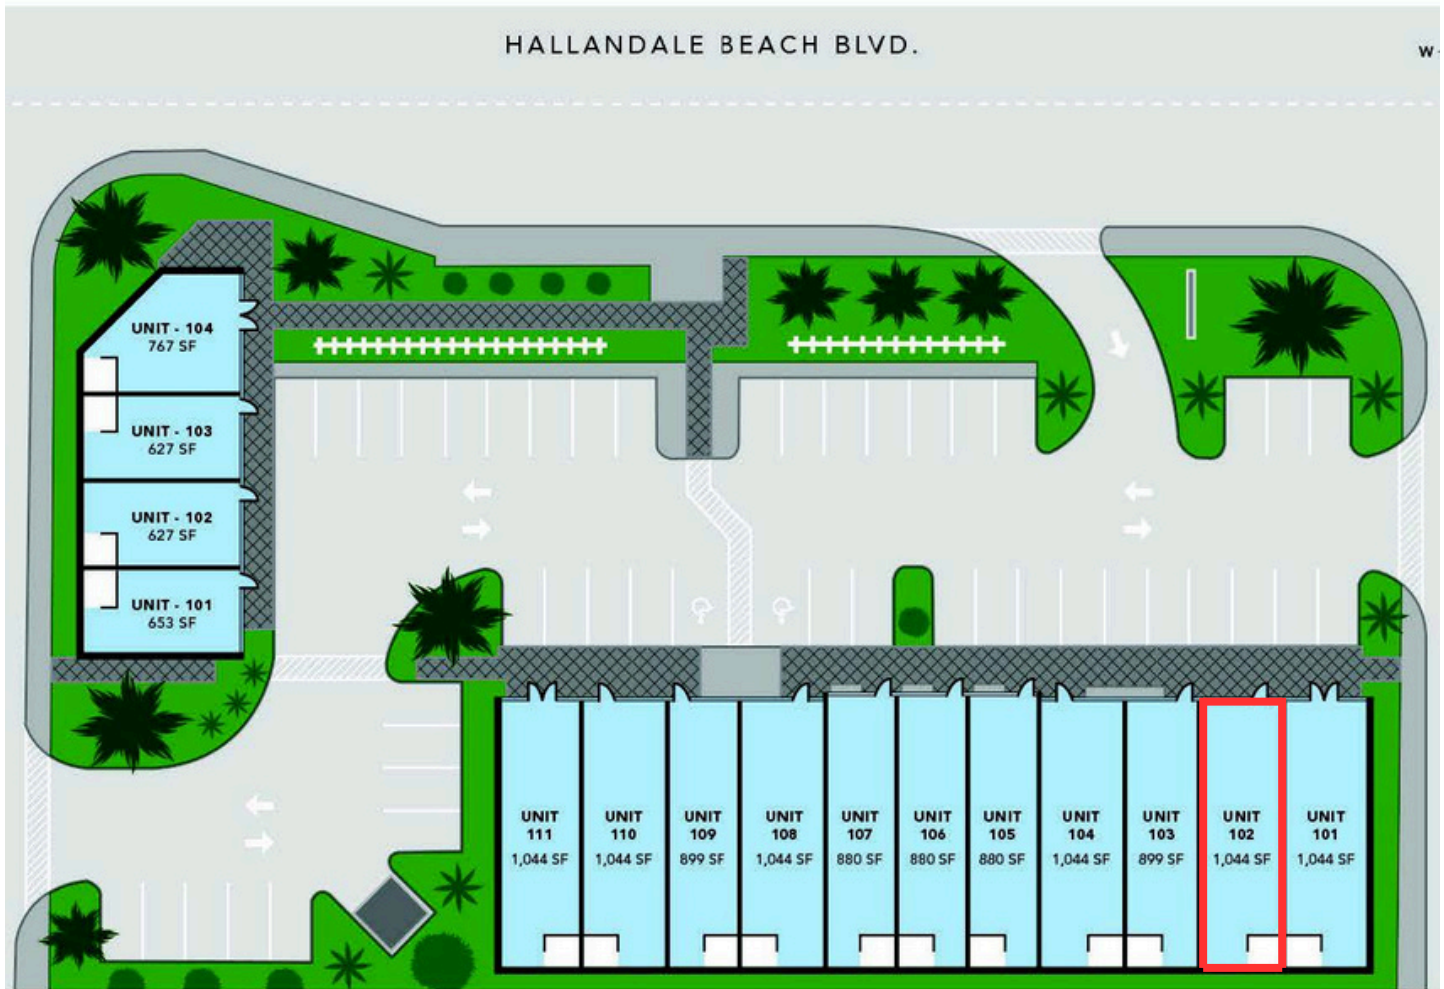 HALLANDALE BEACH BLVD.
W
UNIT - 104
767 SF
UNIT - 103
627 SF
UNIT - 102
627 SF
UNIT - 101
653 SF
UNIT
111
1,044 SF
UNIT
110
1,044 SF
UNIT
109
899 SF
UNIT
108
1,044 SF
UNIT
107
880 SF
UNIT
106
880 SF
UNIT
105
880 SF
UNIT
104
1,044 SF
UNIT
103
899 SF
UNIT
102
1,044 SF
UNIT
101
1,044 SF